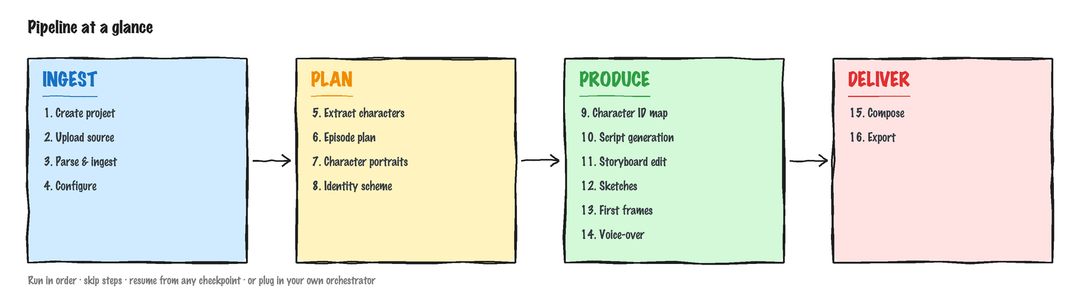 Pipeline at a glance
INGEST
1. Create project
2. Upload source
3. Parse & ingest
4. Configure
PLAN
5. Extract characters
6. Episode plan
7. Character portraits
8. Identity scheme
PRODUCE
9. Character ID map
10. Script generation
11. Storyboard edit
12. Sketches
13. First frames
14. Voice-over
DELIVER
15. Compose
16. Export
Run in order · skip steps · resume from any checkpoint · or plug in your own orchestrator